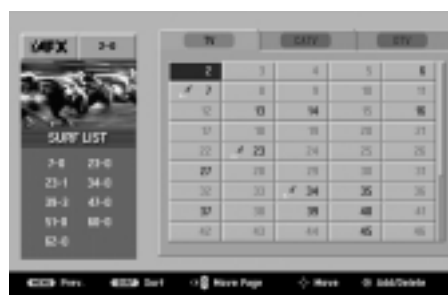 2-0
TV
CATV
DTV
SURF LIST
7-0 23-0
23-1 34-0
39-3 47-0
51-0 60-0
62-0
2 3 4 5 6
7 8 9 10 11
12 13 14 15 16
17 18 19 20 21
22 23 24 25 26
27 28 29 30 31
32 33 34 35 36
37 38 39 40 41
42 43 44 45 46
Prev. Sort Move Page Move Add/Delete